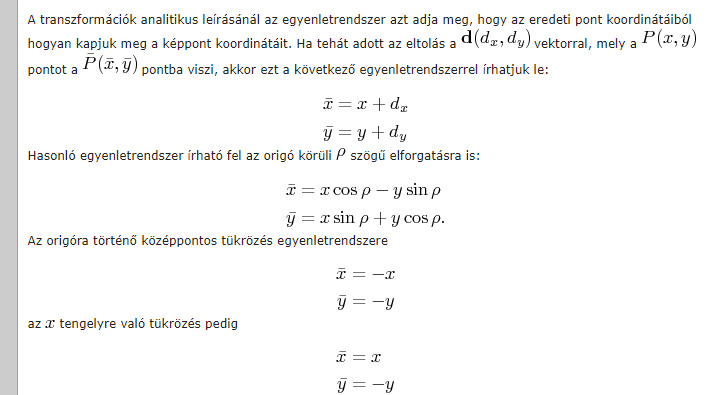 A transzformációk analitikus leírásánál az egyenletrendszer azt adja meg, hogy az eredeti pont koordinátáiból
hogyan kapjuk meg a képpont koordinátáit. Ha tehát adott az eltolás a d(dₓ, d_y) vektorral, mely a P(x, y)
pontot a P̄(x̄, ȳ) pontba viszi, akkor ezt a következő egyenletrendszerrel írhatjuk le:
x̄ = x + dₓ
ȳ = y + d_y
Hasonló egyenletrendszer írható fel az origó körüli ρ szögű elforgatásra is:
x̄ = x cos ρ − y sin ρ
ȳ = x sin ρ + y cos ρ.
Az origóra történő középpontos tükrözés egyenletrendszere
x̄ = −x
ȳ = −y
az x tengelyre való tükrözés pedig
x̄ = x
ȳ = −y